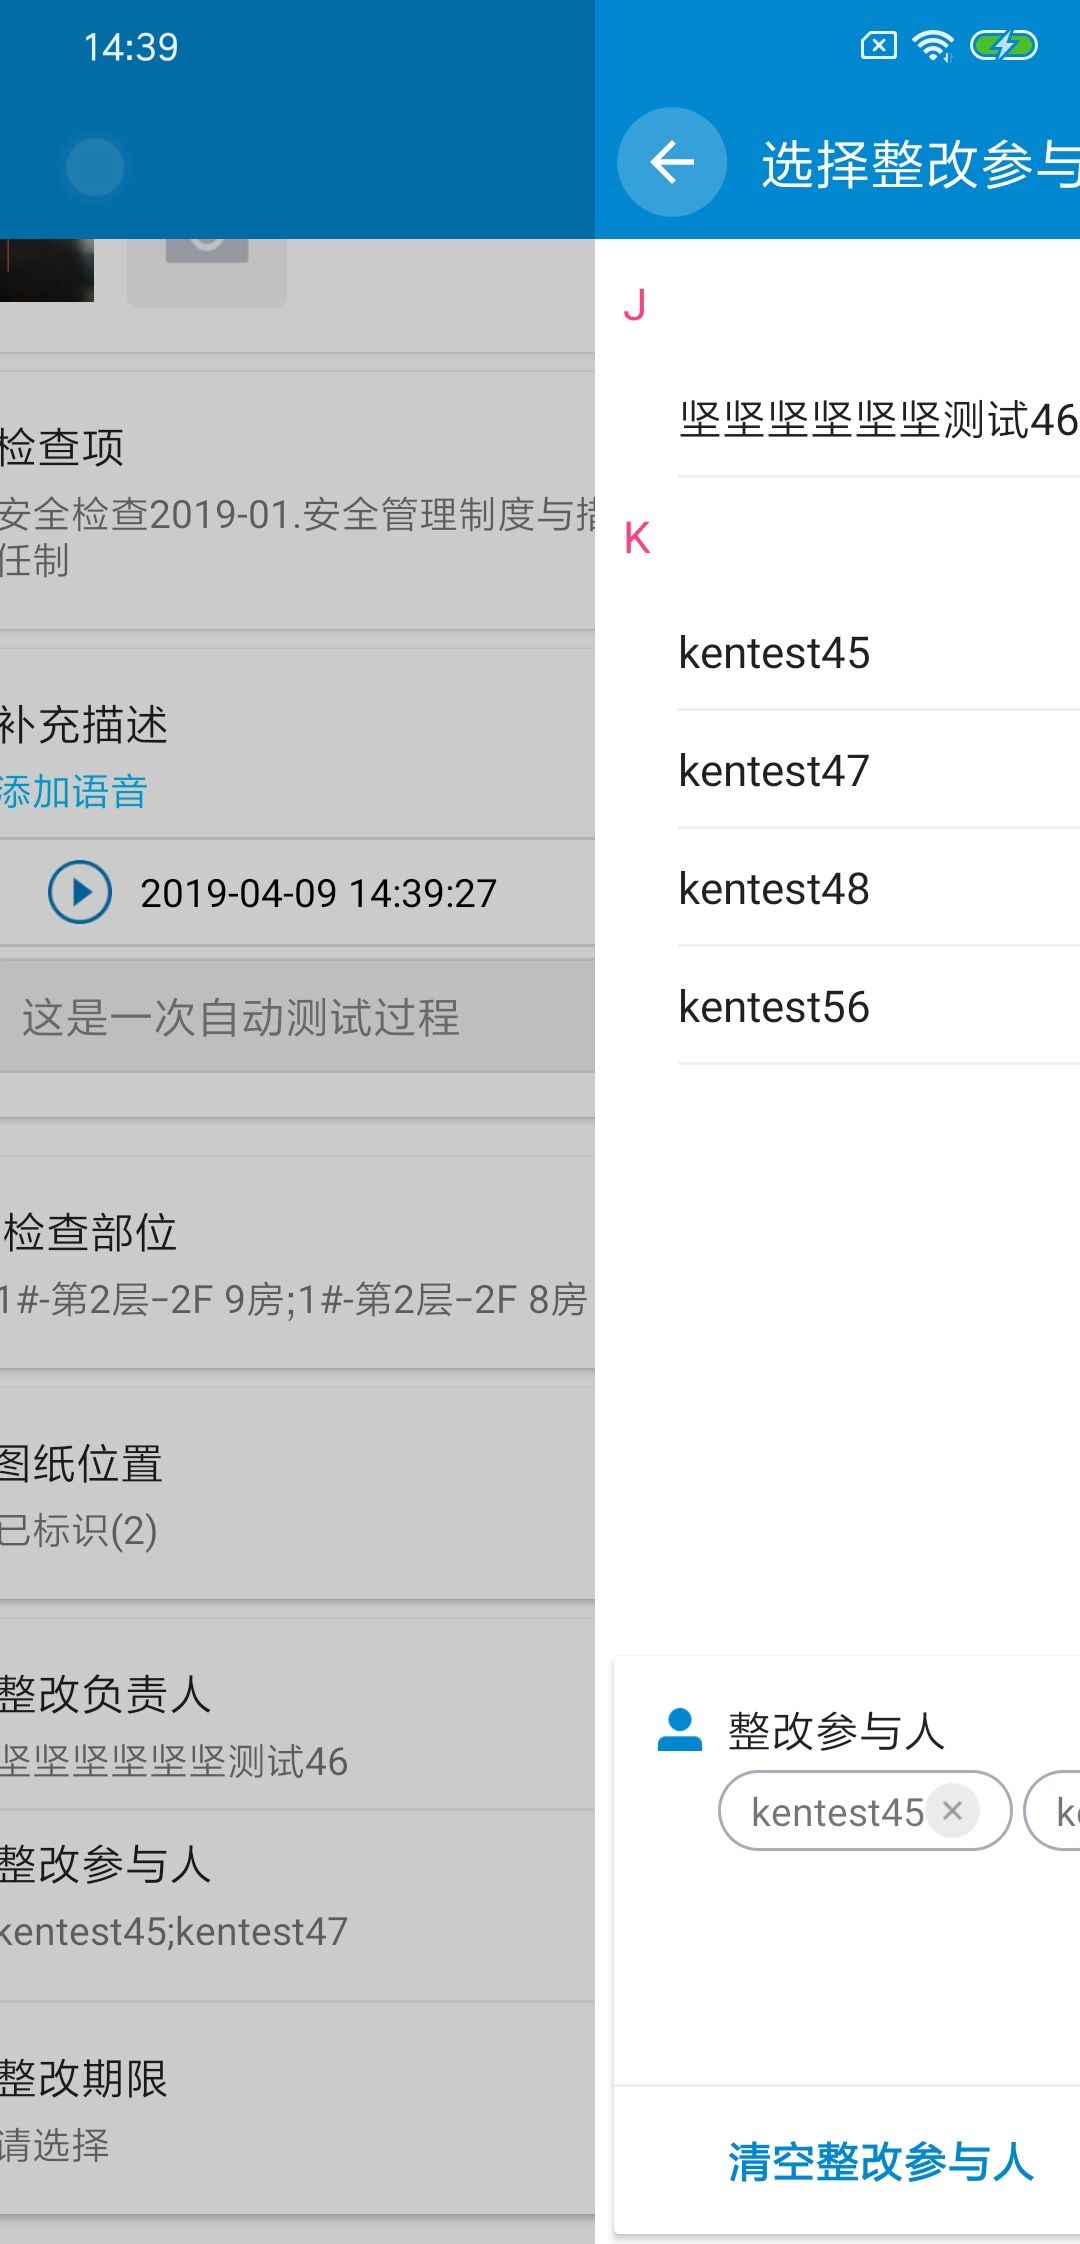 14:39
检查项
安全检查2019-01.安全管理制度与
任制
补充描述
添加语音
2019-04-09 14:39:27
这是一次自动测试过程
检查部位
1#-第2层-2F 9房;1#-第2层-2F 8房
图纸位置
已标识(2)
整改负责人
坚坚坚坚坚坚测试46
整改参与人
kentest45;kentest47
整改期限
请选择
选择整改参与
J
坚坚坚坚坚坚测试46
K
kentest45
kentest47
kentest48
kentest56
整改参与人
kentest45
清空整改参与人